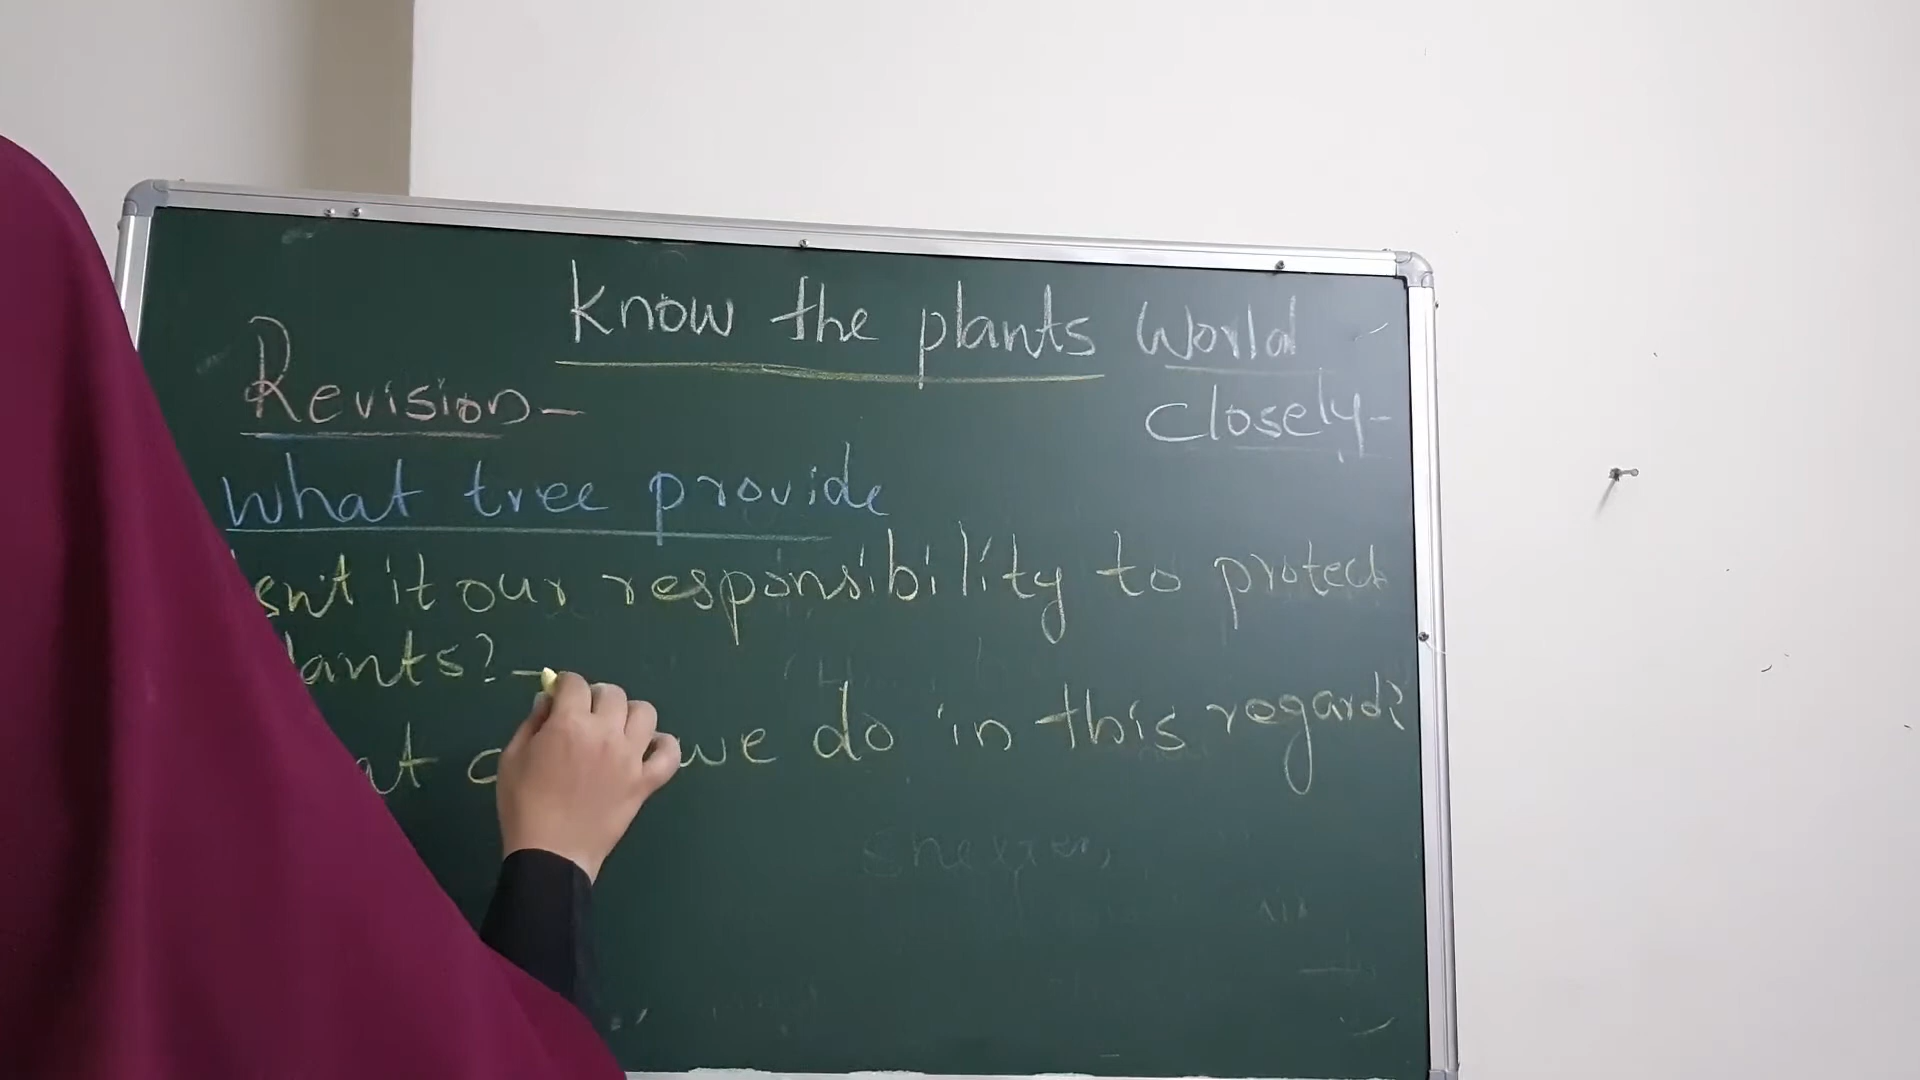 Know the plants World
Closely-
Revision-
what tree provide
snt it our responsibility to protect
lants? -
at we do in this regard?
shelter,